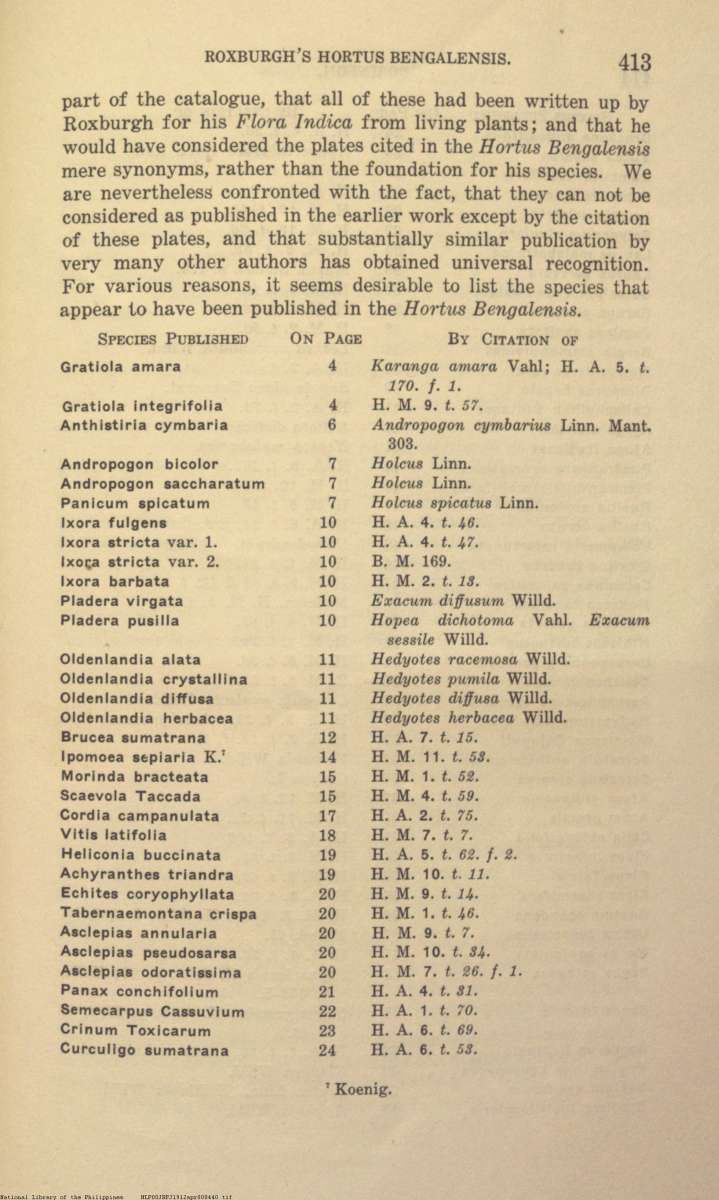 ROXBURGH'S HORTUS BENGALENSIS. 413
part of the catalogue, that all of these had been written up by
Roxburgh for his Flora Indica from living plants; and that he
would have considered the plates cited in the Hortus Bengalensis
mere synonyms, rather than the foundation for his species. We
are nevertheless confronted with the fact, that they can not be
considered as published in the earlier work except by the citation
of these plates, and that substantially similar publication by
very many other authors has obtained universal recognition.
For various reasons, it seems desirable to list the species that
appear to have been published in the Hortus Bengalensis.
SPECIES PUBLISHED ON PAGE BY CITATION OF
Gratiola amara 4 Karanga amara Vahl; H. A. 5. t.
170. f. 1.
Gratiola integrifolia 4 H. M. 9. t. 57.
Anthistiria cymbaria 6 Andropogon cymbarius Linn. Mant.
303.
Andropogon bicolor 7 Holcus Linn.
Andropogon saccharatum 7 Holcus Linn.
Panicum spicatum 7 Holcus spicatus Linn.
Ixora fulgens 10 H. A. 4. t. 46.
Ixora stricta var. 1. 10 H. A. 4. t. 47.
Ixora stricta var. 2. 10 B. M. 169.
Ixora barbata 10 H. M. 2. t. 13.
Pladera virgata 10 Exacum diffusum Willd.
Pladera pusilla 10 Hopea dichotoma Vahl. Exacum
sessile Willd.
Oldenlandia alata 11 Hedyotes racemosa Willd.
Oldenlandia crystallina 11 Hedyotes pumila Willd.
Oldenlandia diffusa 11 Hedyotes diffusa Willd.
Oldenlandia herbacea 11 Hedyotes herbacea Willd.
Brucea sumatrana 12 H. A. 7. t. 15.
Ipomoea sepiaria K.⁷ 14 H. M. 11. t. 53.
Morinda bracteata 15 H. M. 1. t. 52.
Scaevola Taccada 15 H. M. 4. t. 59.
Cordia campanulata 17 H. A. 2. t. 75.
Vitis latifolia 18 H. M. 7. t. 7.
Heliconia buccinata 19 H. A. 5. t. 62. f. 2.
Achyranthes triandra 19 H. M. 10. t. 11.
Echites coryophyllata 20 H. M. 9. t. 14.
Tabernaemontana crispa 20 H. M. 1. t. 46.
Asclepias annularia 20 H. M. 9. t. 7.
Asclepias pseudosarsa 20 H. M. 10. t. 34.
Asclepias odoratissima 20 H. M. 7. t. 26. f. 1.
Panax conchifolium 21 H. A. 4. t. 31.
Semecarpus Cassuvium 22 H. A. 1. t. 70.
Crinum Toxicarum 23 H. A. 6. t. 69.
Curculigo sumatrana 24 H. A. 6. t. 53.
⁷ Koenig.
National Library of the Philippines NLPOOJBPJ1912apr000440.tif